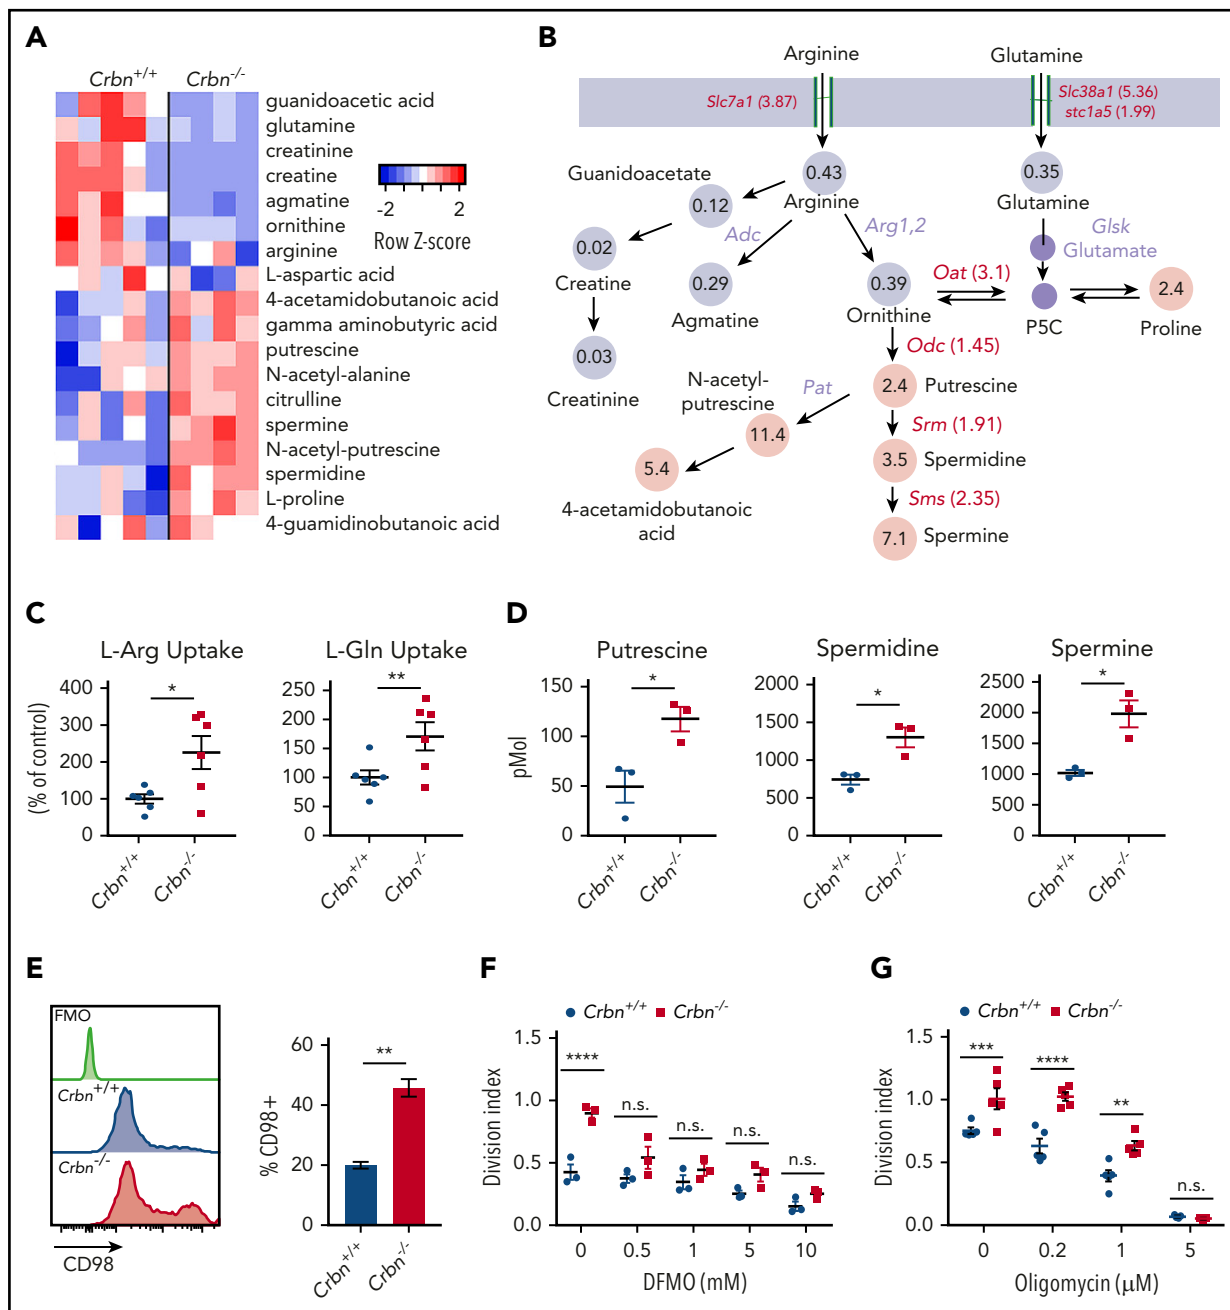 A
Crbn+/+ Crbn-/-
guanidoacetic acid
glutamine
creatinine
creatine
agmatine
ornithine
arginine
L-aspartic acid
4-acetamidobutanoic acid
gamma aminobutyric acid
putrescine
N-acetyl-alanine
citrulline
spermine
N-acetyl-putrescine
spermidine
L-proline
4-guamidinobutanoic acid
-2 2
Row Z-score
B
Arginine Glutamine
Slc7a1 (3.87)
Slc38a1 (5.36)
stc1a5 (1.99)
0.43
Arginine
0.35
Glutamine
Guanidoacetate
0.12
0.02
Creatine
0.03
Creatinine
Adc
0.29
Agmatine
Arg1,2
0.39
Ornithine
Glsk
Glutamate
Oat (3.1)
P5C
2.4
Proline
Odc (1.45)
2.4
Putrescine
Pat
N-acetyl-
putrescine
11.4
5.4
4-acetamidobutanoic
acid
Srm (1.91)
3.5
Spermidine
Sms (2.35)
7.1
Spermine
C
L-Arg Uptake
(% of control)
400
300
200
100
0
*
Crbn+/+
Crbn-/-
L-Gln Uptake
250
200
150
100
50
0
**
Crbn+/+
Crbn-/-
D
Putrescine
pMol
150
100
50
0
*
Crbn+/+
Crbn-/-
Spermidine
2000
1500
1000
500
0
*
Crbn+/+
Crbn-/-
Spermine
2500
2000
1500
1000
500
0
*
Crbn+/+
Crbn-/-
E
FMO
Crbn+/+
Crbn-/-
CD98
% CD98+
60
40
20
0
**
Crbn+/+
Crbn-/-
F
Crbn+/+ Crbn-/-
Division index
1.5
1.0
0.5
0.0
**** n.s. n.s. n.s. n.s.
0 0.5 1 5 10
DFMO (mM)
G
Crbn+/+ Crbn-/-
Division index
1.5
1.0
0.5
0.0
*** **** ** n.s.
0 0.2 1 5
Oligomycin (μM)